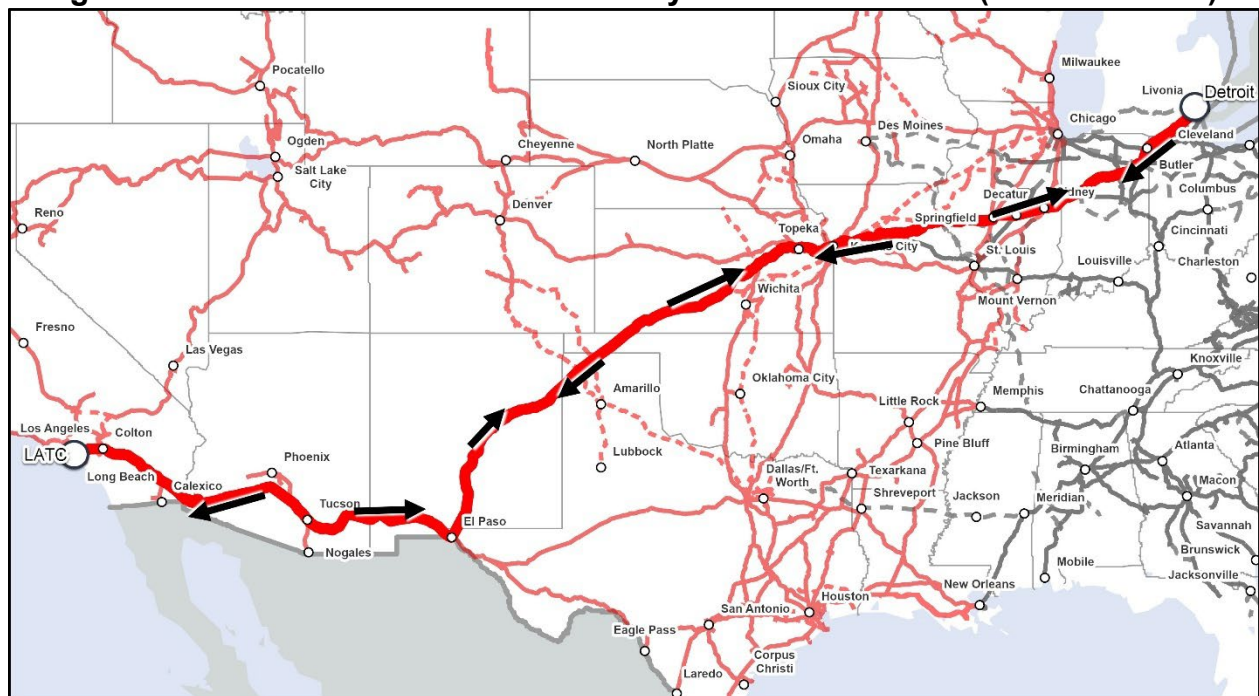 Pocatello
Ogden
Salt Lake
City
Reno
Fresno
Las Vegas
Los Angeles
LATC
Colton
Long Beach
Calexico
Phoenix
Tucson
Nogales
El Paso
Cheyenne
Denver
North Platte
Sioux City
Omaha
Des Moines
Milwaukee
Chicago
Livonia
Detroit
Cleveland
Butler
Columbus
Decatur
Springfield
Cincinnati
Topeka
City
St. Louis
Louisville
Charleston
Wichita
Mount Vernon
Knoxville
Oklahoma City
Amarillo
Lubbock
Memphis
Chattanooga
Little Rock
Pine Bluff
Birmingham
Atlanta
Dallas/Ft.
Worth
Texarkana
Shreveport
Jackson
Meridian
Macon
Savannah
Brunswick
Jacksonville
Mobile
New Orleans
Houston
San Antonio
Eagle Pass
Laredo
Corpus
Christi